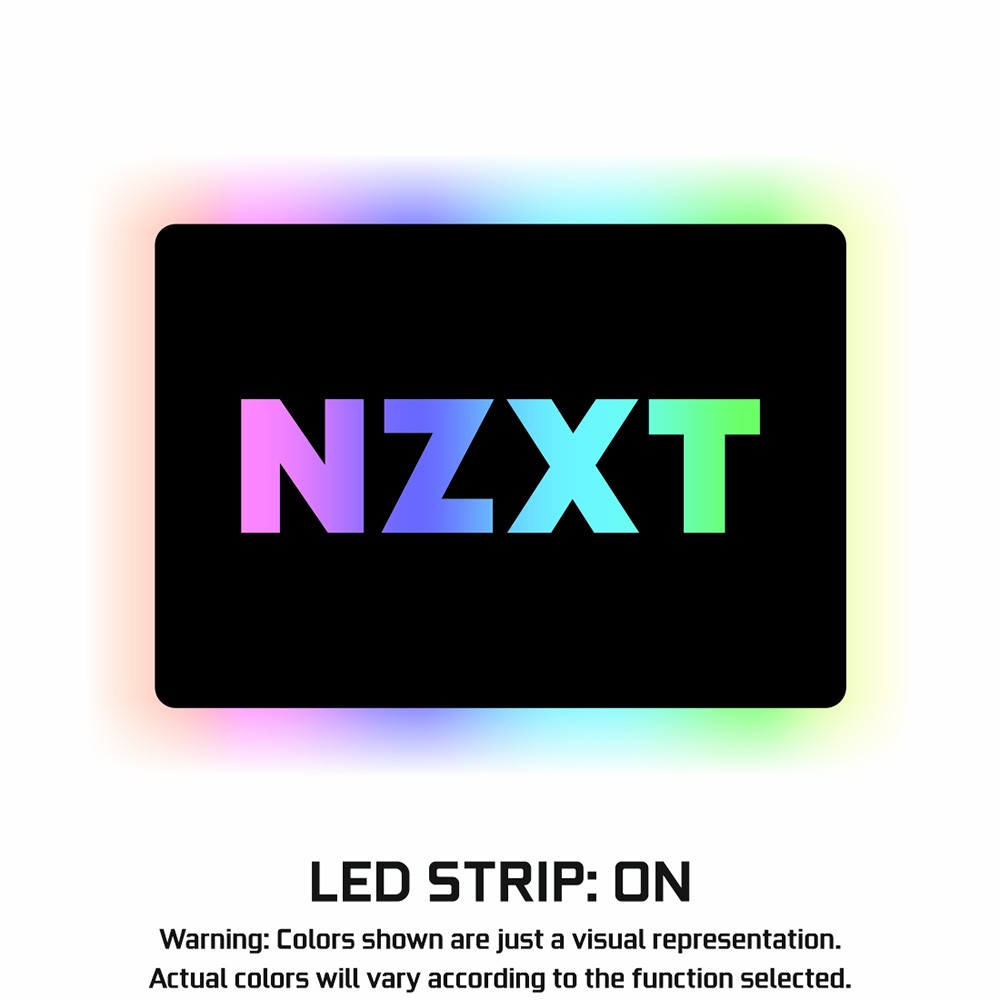 NZXT
LED STRIP: ON
Warning: Colors shown are just a visual representation.
Actual colors will vary according to the function selected.